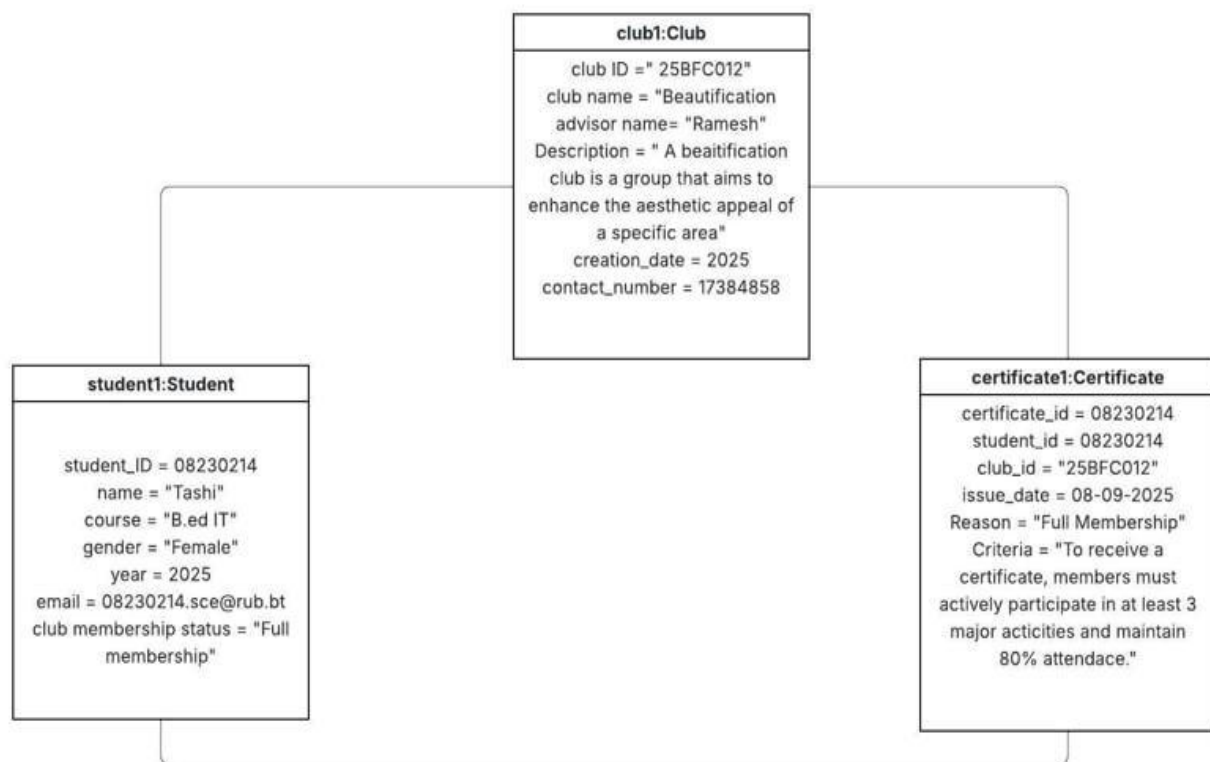 club1:Club
club ID =" 25BFC012"
club name = "Beautification
advisor name= "Ramesh"
Description = " A beaitification
club is a group that aims to
enhance the aesthetic appeal of
a specific area"
creation_date = 2025
contact_number = 17384858
student1:Student
student_ID = 08230214
name = "Tashi"
course = "B.ed IT"
gender = "Female"
year = 2025
email = 08230214.sce@rub.bt
club membership status = "Full
membership"
certificate1:Certificate
certificate_id = 08230214
student_id = 08230214
club_id = "25BFC012"
issue_date = 08-09-2025
Reason = "Full Membership"
Criteria = "To receive a
certificate, members must
actively participate in at least 3
major acticities and maintain
80% attendace."